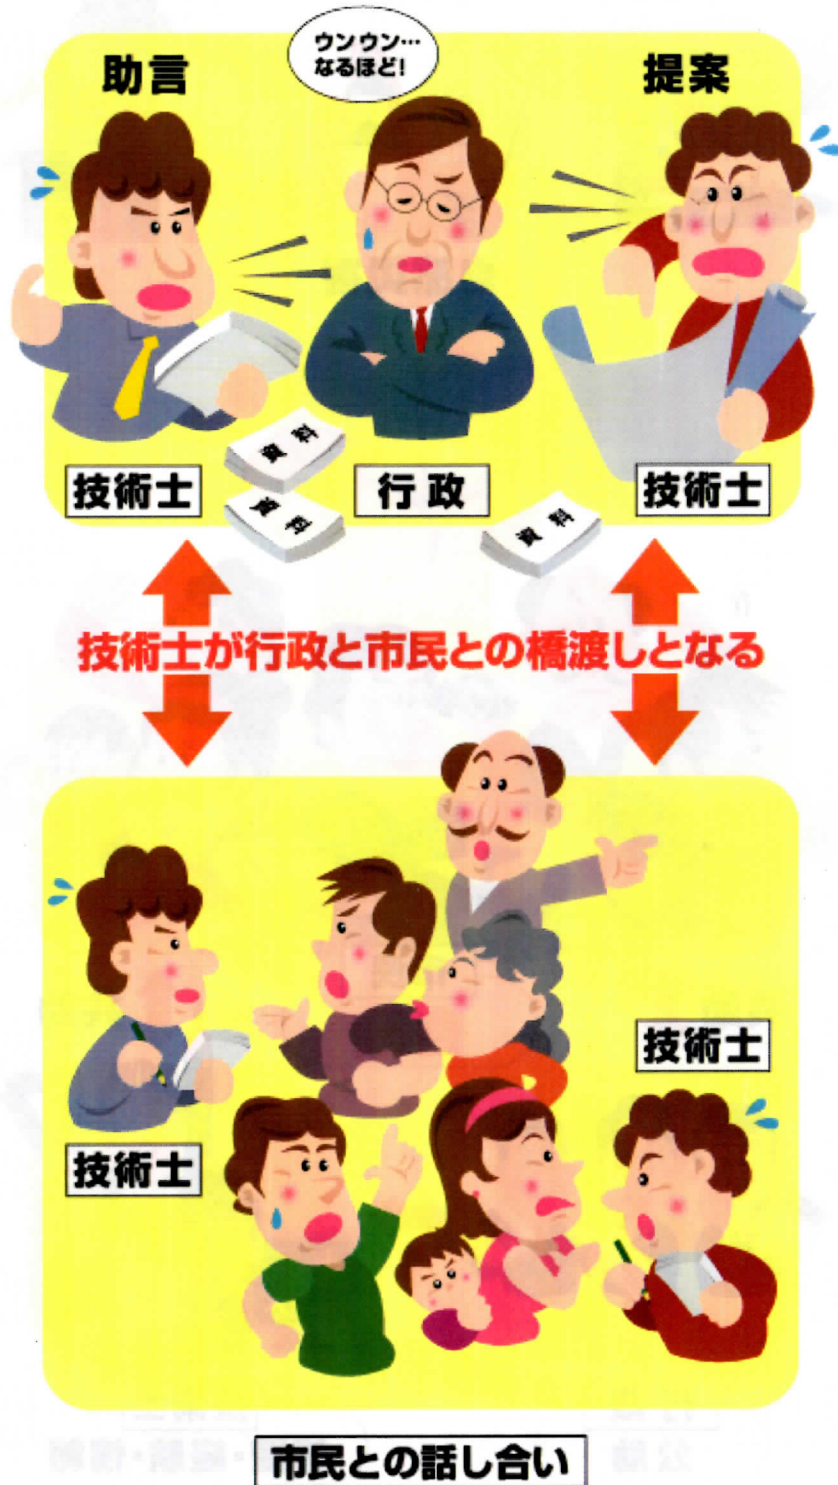 助言
ウンウン…
なるほど！
提案
技術士
資料
資料
行政
資料
技術士
技術士が行政と市民との橋渡しとなる
技術士
技術士
市民との話し合い